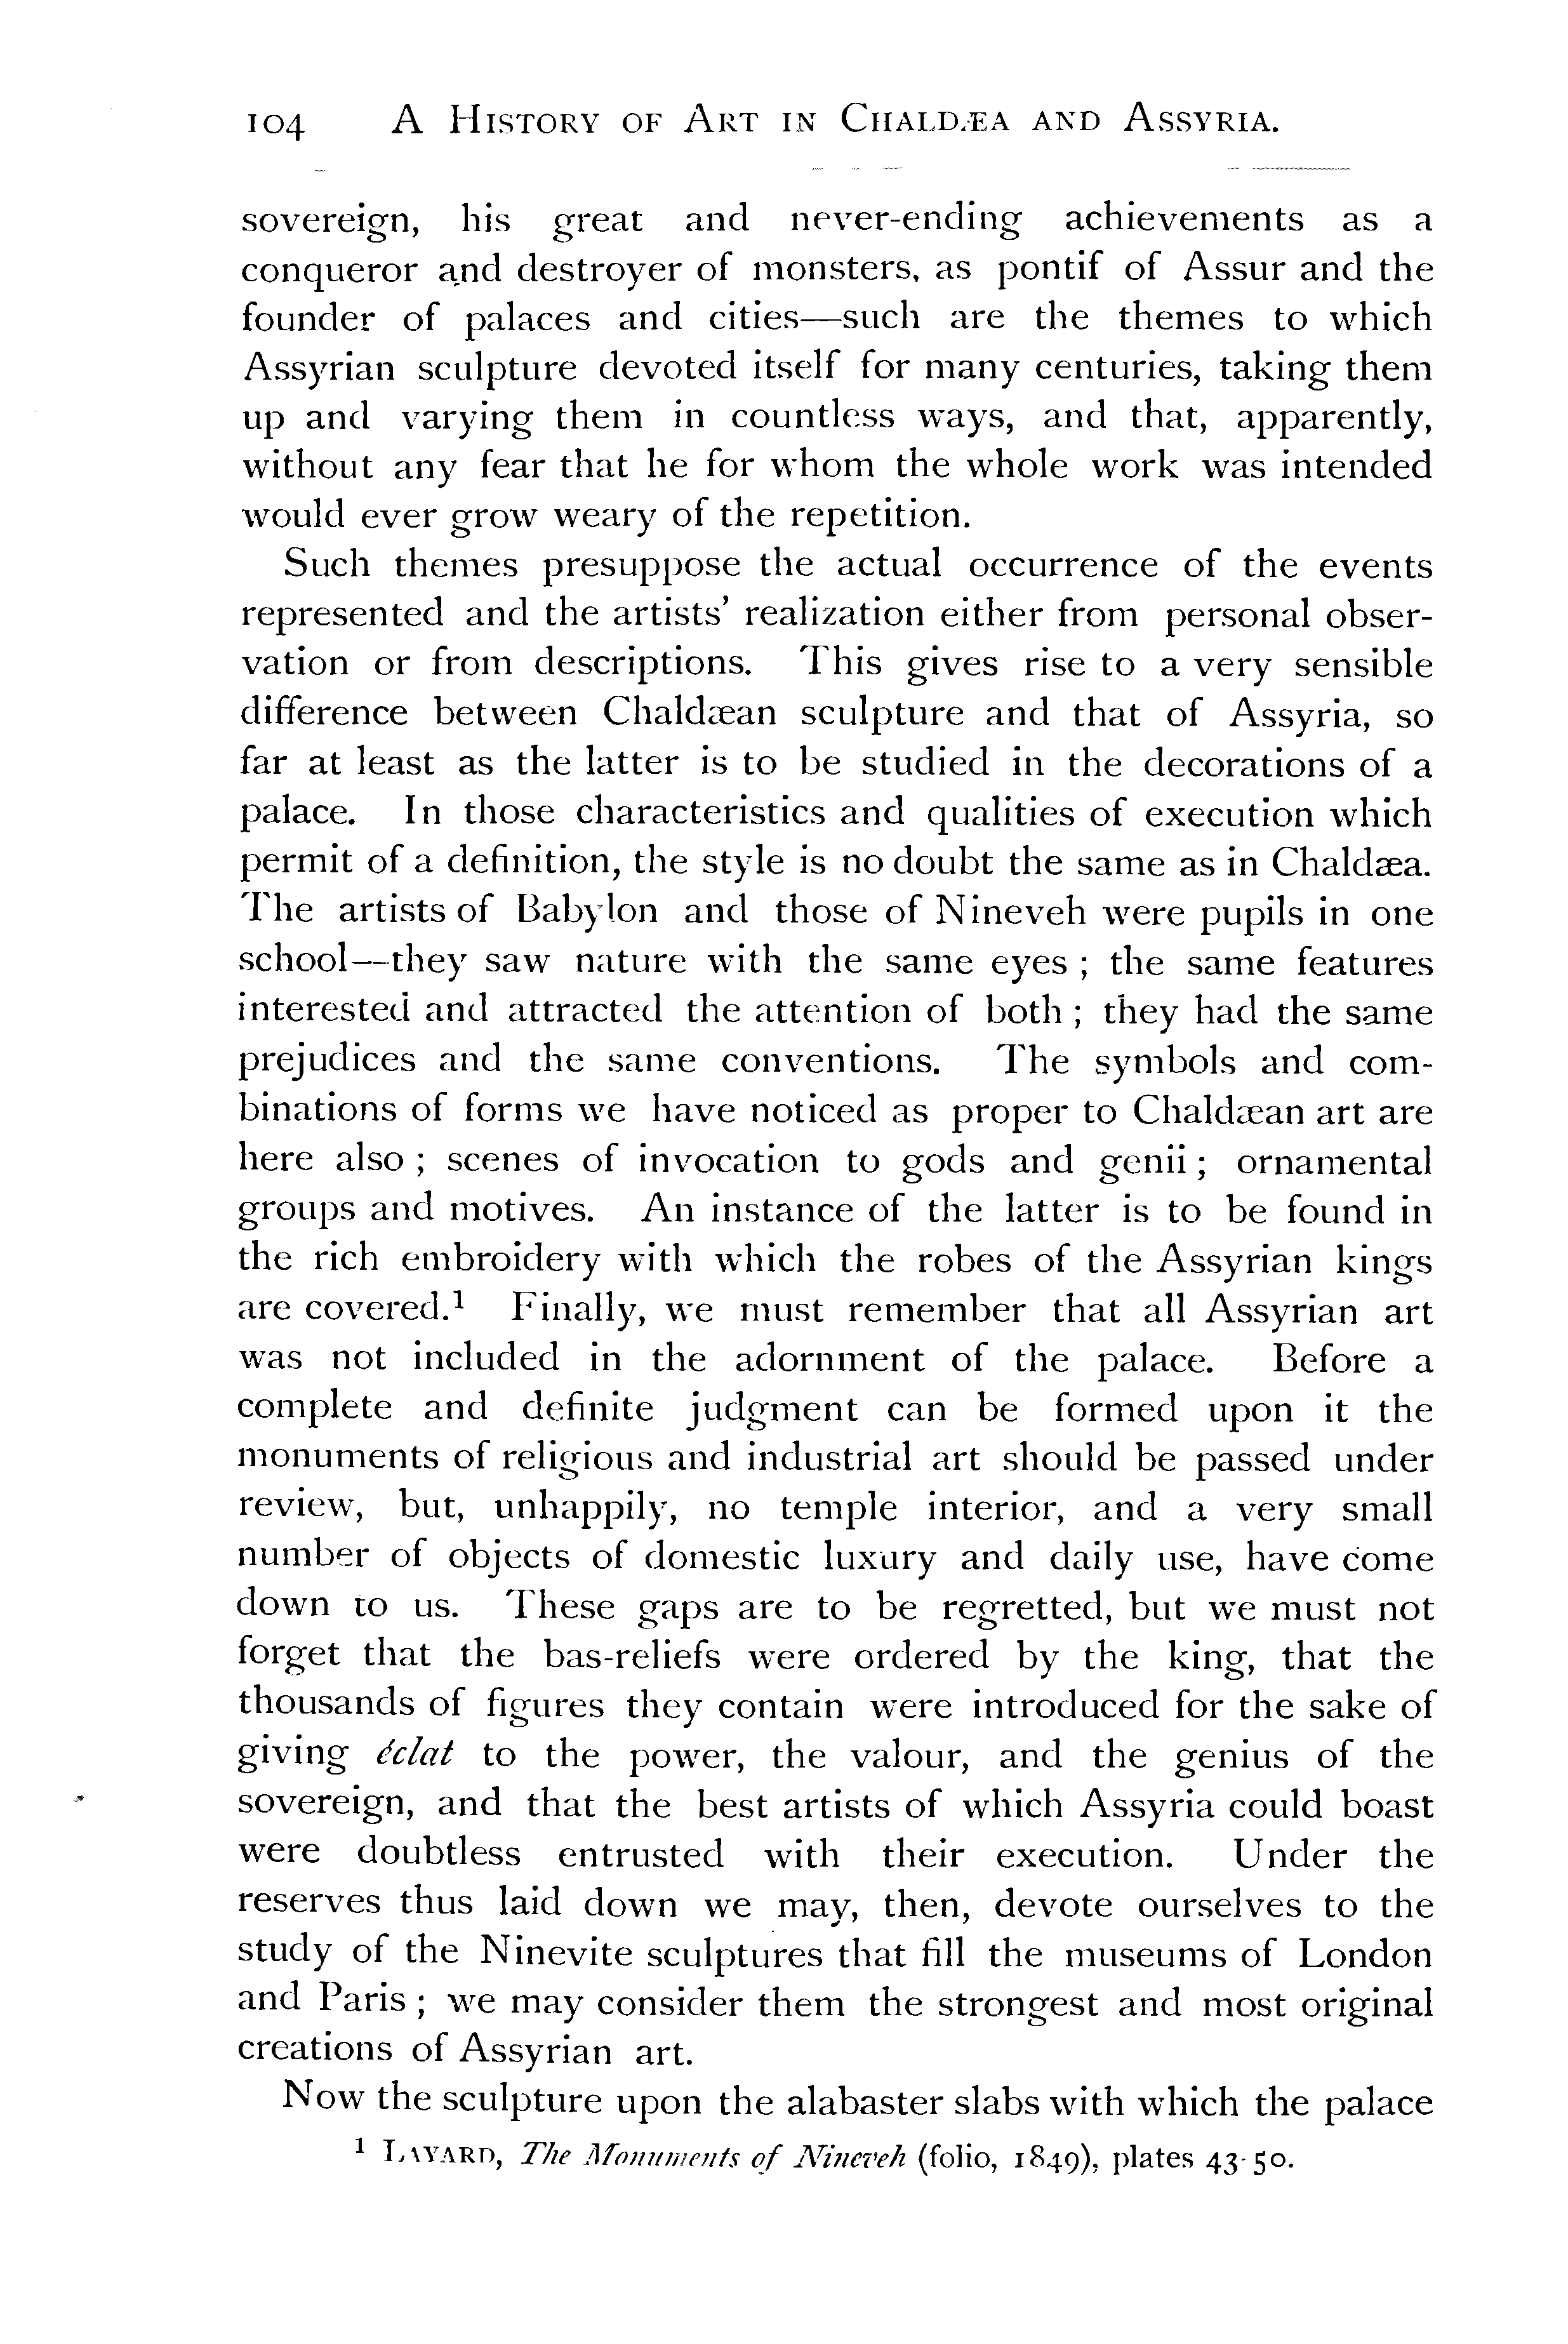 104 A HISTORY OF ART IN CHALDÆA AND ASSYRIA.
sovereign, his great and never-ending achievements as a
conqueror and destroyer of monsters, as pontif of Assur and the
founder of palaces and cities—such are the themes to which
Assyrian sculpture devoted itself for many centuries, taking them
up and varying them in countless ways, and that, apparently,
without any fear that he for whom the whole work was intended
would ever grow weary of the repetition.
Such themes presuppose the actual occurrence of the events
represented and the artists’ realization either from personal obser-
vation or from descriptions. This gives rise to a very sensible
difference between Chaldæan sculpture and that of Assyria, so
far at least as the latter is to be studied in the decorations of a
palace. In those characteristics and qualities of execution which
permit of a definition, the style is no doubt the same as in Chaldæa.
The artists of Babylon and those of Nineveh were pupils in one
school—they saw nature with the same eyes ; the same features
interested and attracted the attention of both ; they had the same
prejudices and the same conventions. The symbols and com-
binations of forms we have noticed as proper to Chaldæan art are
here also ; scenes of invocation to gods and genii ; ornamental
groups and motives. An instance of the latter is to be found in
the rich embroidery with which the robes of the Assyrian kings
are covered.¹ Finally, we must remember that all Assyrian art
was not included in the adornment of the palace. Before a
complete and definite judgment can be formed upon it the
monuments of religious and industrial art should be passed under
review, but, unhappily, no temple interior, and a very small
number of objects of domestic luxury and daily use, have come
down to us. These gaps are to be regretted, but we must not
forget that the bas-reliefs were ordered by the king, that the
thousands of figures they contain were introduced for the sake of
giving éclat to the power, the valour, and the genius of the
sovereign, and that the best artists of which Assyria could boast
were doubtless entrusted with their execution. Under the
reserves thus laid down we may, then, devote ourselves to the
study of the Ninevite sculptures that fill the museums of London
and Paris ; we may consider them the strongest and most original
creations of Assyrian art.
Now the sculpture upon the alabaster slabs with which the palace
¹ LAYARD, The Monuments of Nineveh (folio, 1849), plates 43-50.